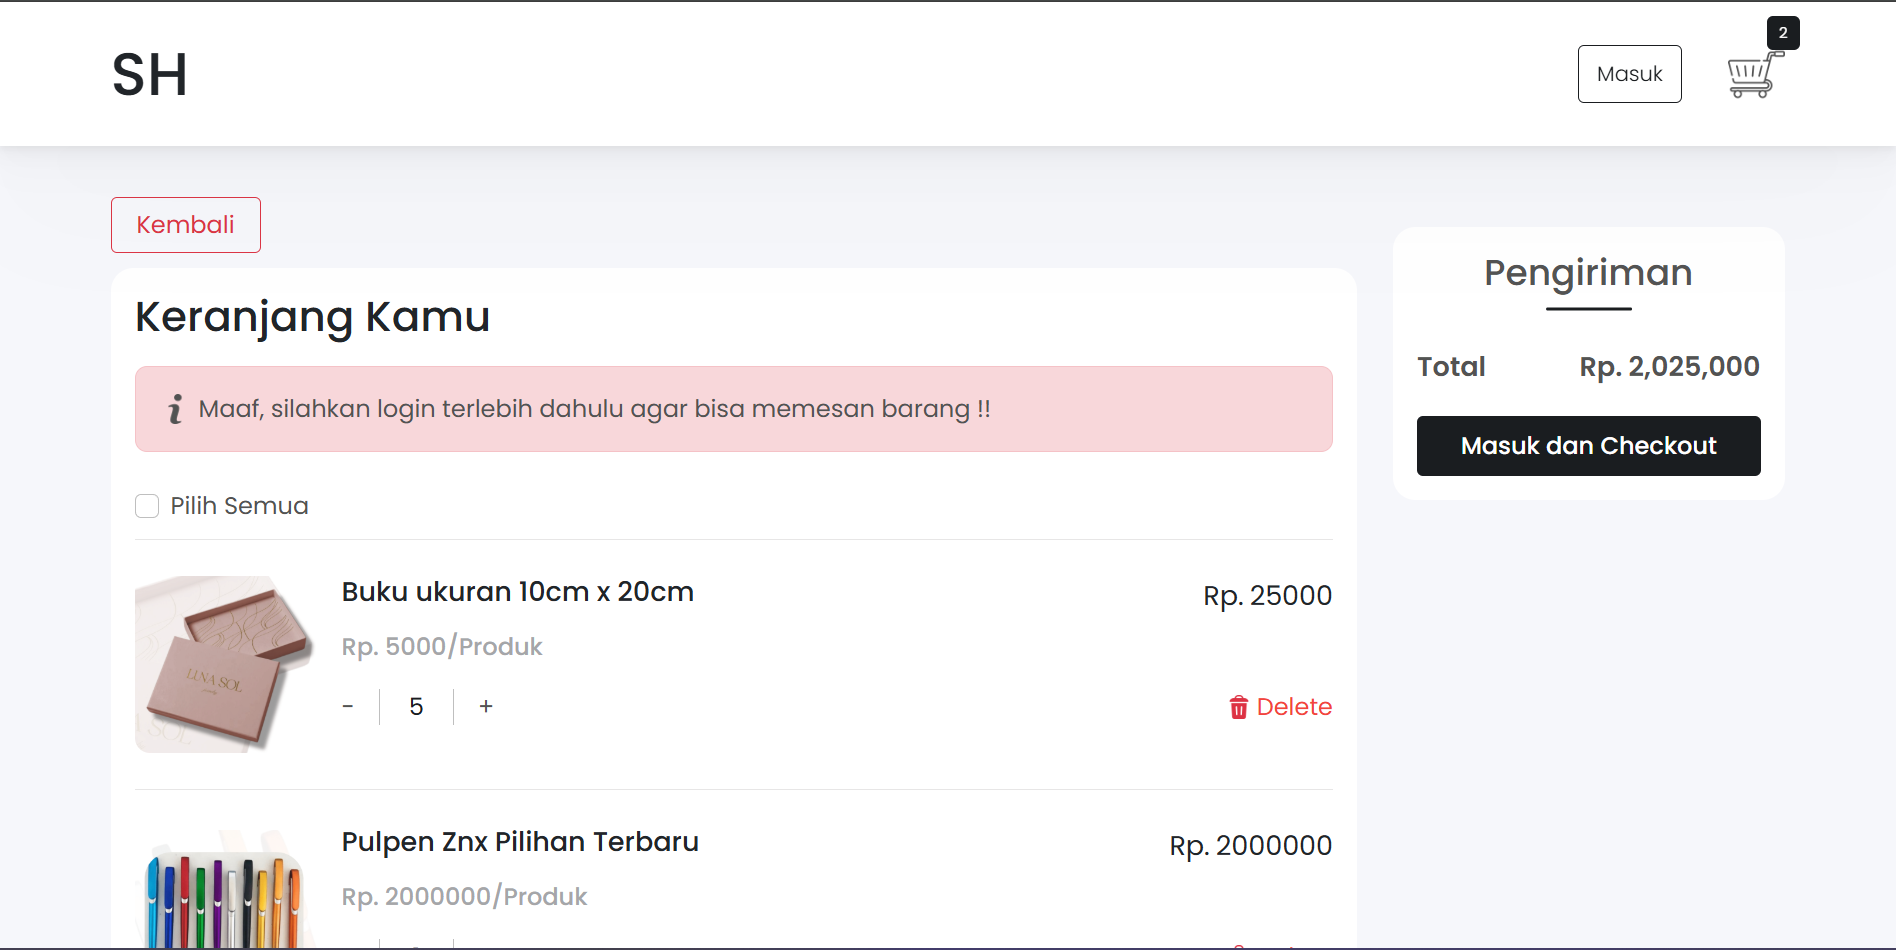 SH
Masuk
2
Kembali
Keranjang Kamu
Maaf, silahkan login terlebih dahulu agar bisa memesan barang !!
Pilih Semua
Buku ukuran 10cm x 20cm
Rp. 25000
Rp. 5000/Produk
- 5 +
Delete
LUNA SOL
Pulpen Znx Pilihan Terbaru
Rp. 2000000
Rp. 2000000/Produk
Pengiriman
Total Rp. 2,025,000
Masuk dan Checkout